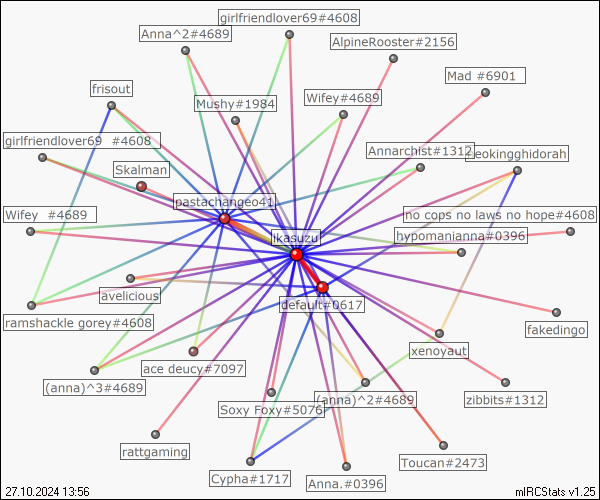 girlfriendlover69#4608
Anna^2#4689
AlpineRooster#2156
Mad #6901
frisout
Mushy#1984
Wifey#4689
girlfriendlover69  #4608
Annarchist#1312
neokingghidorah
Skalman
pastachangeo41
Wifey  #4689
no cops no laws no hope#4608
ikasuzu
hypomanianna#0396
avelicious
default#0617
ramshackle gorey#4608
fakedingo
xenoyaut
ace deucy#7097
(anna)^3#4689
(anna)^2#4689
zibbits#1312
Soxy Foxy#5076
rattgaming
Toucan#2473
Cypha#1717
Anna.#0396
27.10.2024 13:56
mIRCStats v1.25